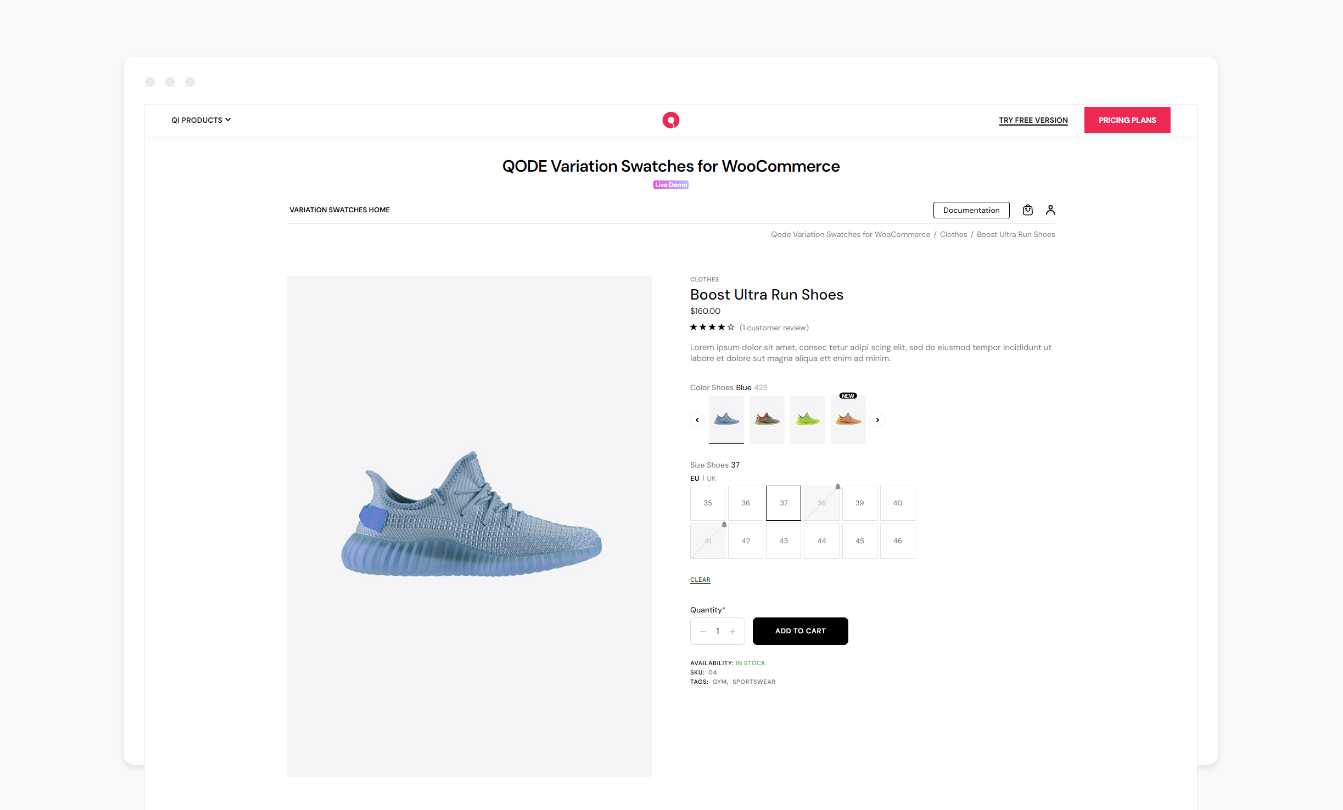 QI PRODUCTS
TRY FREE VERSION
PRICING PLANS
QODE Variation Swatches for WooCommerce
Live Demo
VARIATION SWATCHES HOME
Documentation
Qode Variation Swatches for WooCommerce / Clothes / Boost Ultra Run Shoes
CLOTHES
Boost Ultra Run Shoes
$160.00
(1 customer review)
Lorem ipsum dolor sit amet, consec tetur adipi scing elit, sed do eiusmod tempor incididunt ut
labore et dolore sut magna aliqua ett enim ad minim.
Color Shoes Blue 425
NEW
Size Shoes 37
EU | UK
35 36 37 38 39 40
41 42 43 44 45 46
CLEAR
Quantity*
− 1 +
ADD TO CART
AVAILABILITY: IN STOCK
SKU: 04
TAGS: GYM, SPORTSWEAR